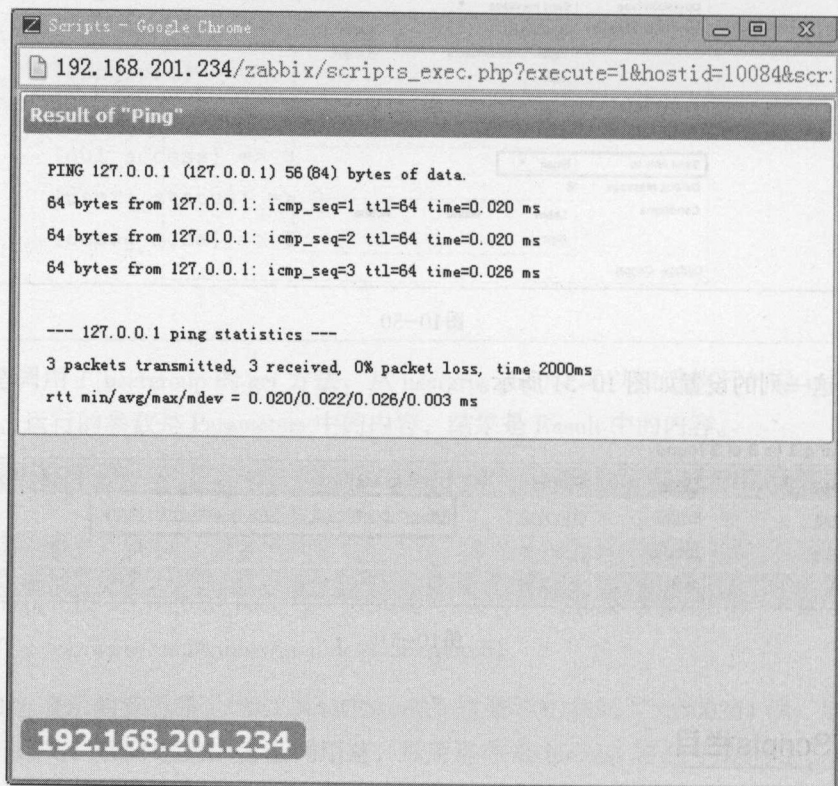 Scripts - Google Chrome
192.168.201.234/zabbix/scripts_exec.php?execute=1&hostid=10084&scr:
Result of "Ping"
PING 127.0.0.1 (127.0.0.1) 56(84) bytes of data.
64 bytes from 127.0.0.1: icmp_seq=1 ttl=64 time=0.020 ms
64 bytes from 127.0.0.1: icmp_seq=2 ttl=64 time=0.020 ms
64 bytes from 127.0.0.1: icmp_seq=3 ttl=64 time=0.026 ms
--- 127.0.0.1 ping statistics ---
3 packets transmitted, 3 received, 0% packet loss, time 2000ms
rtt min/avg/max/mdev = 0.020/0.022/0.026/0.003 ms
192.168.201.234